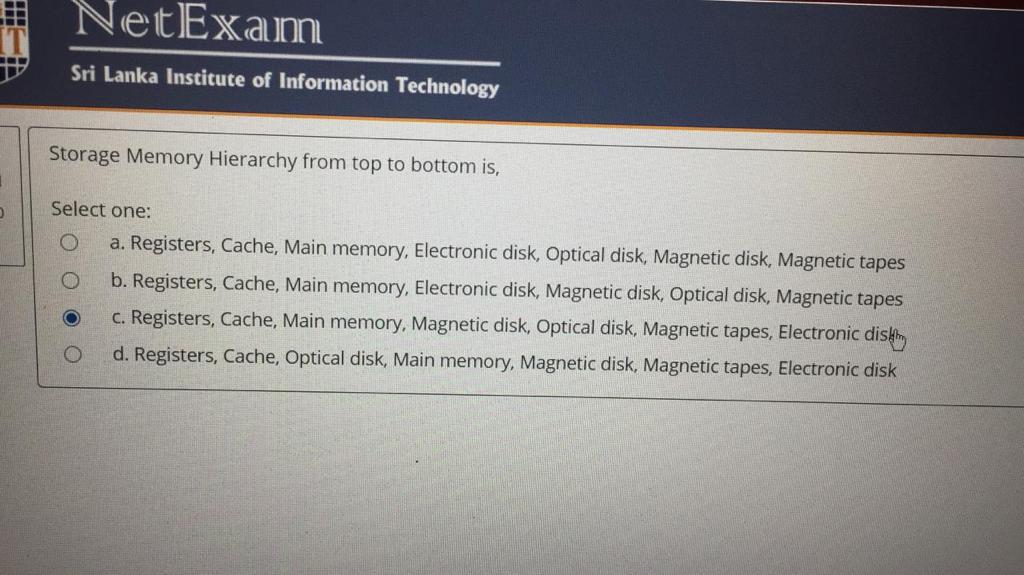 IT
NetExam
Sri Lanka Institute of Information Technology
Storage Memory Hierarchy from top to bottom is,
Select one:
a. Registers, Cache, Main memory, Electronic disk, Optical disk, Magnetic disk, Magnetic tapes
b. Registers, Cache, Main memory, Electronic disk, Magnetic disk, Optical disk, Magnetic tapes
c. Registers, Cache, Main memory, Magnetic disk, Optical disk, Magnetic tapes, Electronic disk
d. Registers, Cache, Optical disk, Main memory, Magnetic disk, Magnetic tapes, Electronic disk